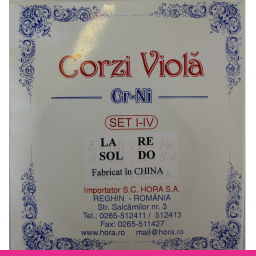 Corzi Violă
Cr-Ni
SET I-IV
LA RE
SOL DO
Fabricat în CHINA
Importator S.C. HORA S.A.
REGHIN - ROMÂNIA
Str. Salcâmilor nr. 3
Tel.: 0265-512411 / 512413
Fax: 0265-511427
www.hora.ro mail@hora.ro